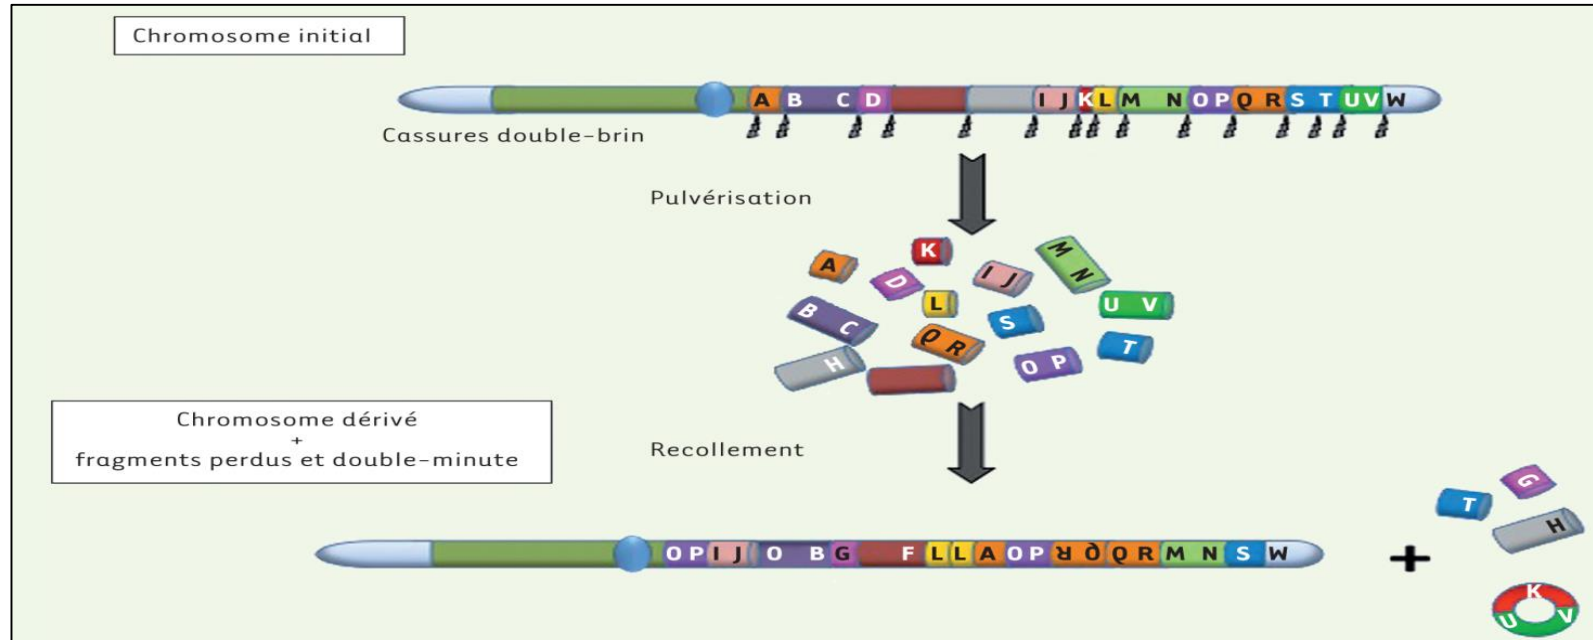 Chromosome initial
A B C D I J K L M N O P Q R S T U V W
Cassures double-brin
Pulvérisation
K
A
D
I J
M N
L
B C
S
U V
Q R
T
H
O P
Chromosome dérivé
+
fragments perdus et double-minute
Recollement
O P I J O B G F L L A O P R Q Q R M N S W
+
T
G
H
K
U V